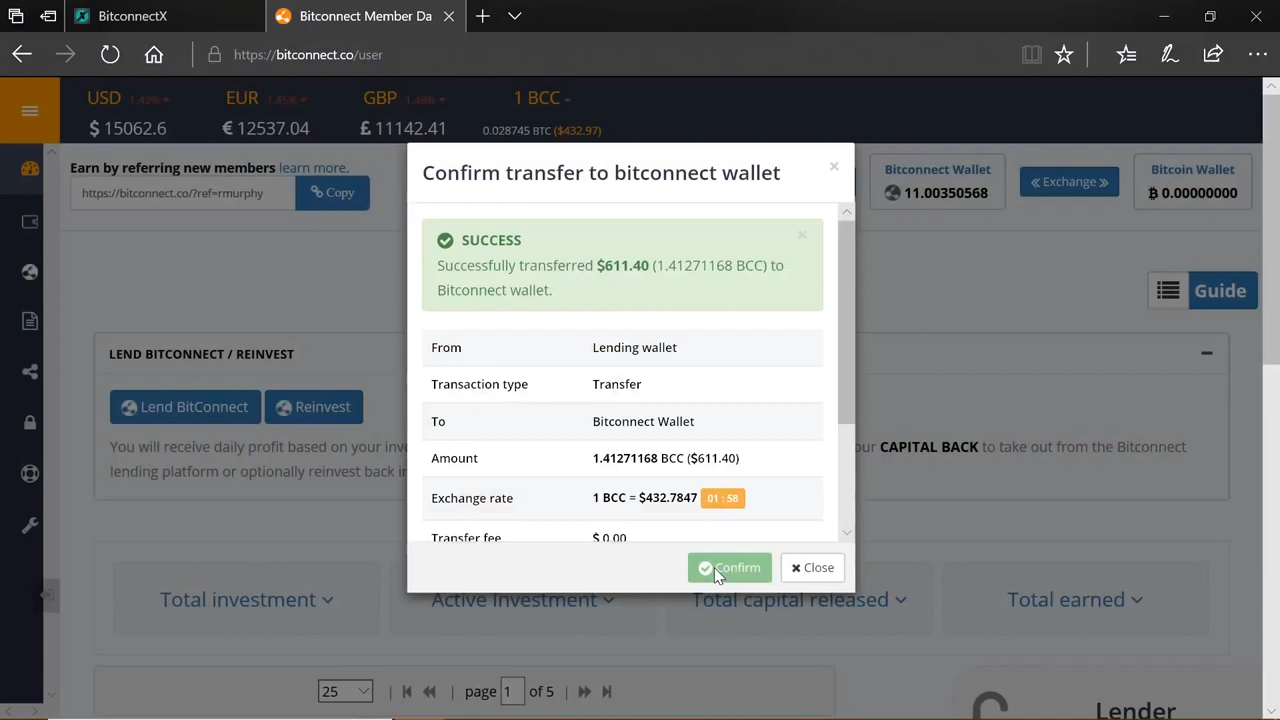 BitconnectX
Bitconnect Member Da
https://bitconnect.co/user
USD 1.42%
EUR 1.45%
GBP 1.48%
1 BCC
$ 15062.6
€ 12537.04
£ 11142.41
0.028745 BTC ($432.97)
Earn by referring new members learn more.
https://bitconnect.co/?ref=rmurphy
Copy
Bitconnect Wallet
11.00350568
Exchange
Bitcoin Wallet
0.00000000
Confirm transfer to bitconnect wallet
SUCCESS
Successfully transferred $611.40 (1.41271168 BCC) to
Bitconnect wallet.
Guide
From Lending wallet
Transaction type Transfer
To Bitconnect Wallet
Amount 1.41271168 BCC ($611.40)
Exchange rate 1 BCC = $432.7847 01 : 58
Transfer fee $ 0.00
Confirm
Close
LEND BITCONNECT / REINVEST
Lend BitConnect
Reinvest
You will receive daily profit based on your inve
our CAPITAL BACK to take out from the Bitconnect
lending platform or optionally reinvest back in
Total investment
Active Investment
Total capital released
Total earned
25
page 1 of 5
Lender